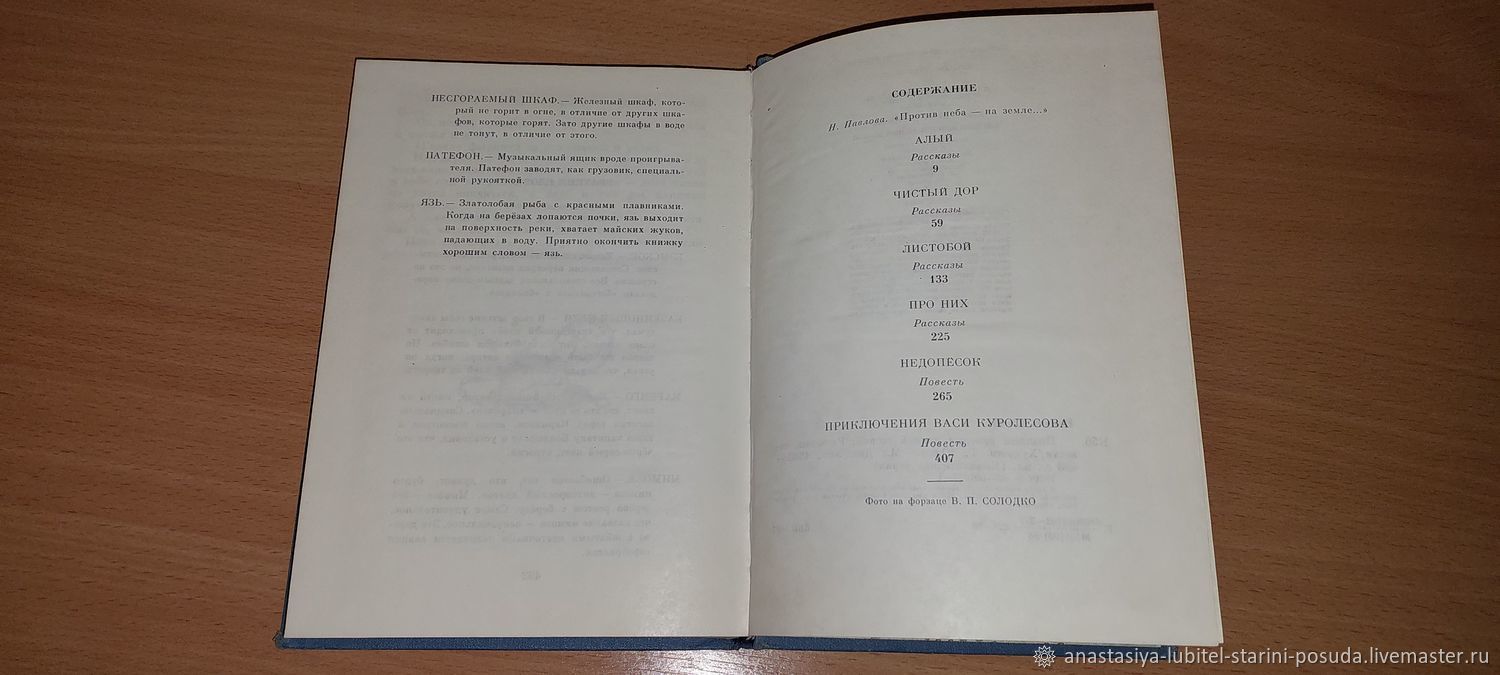 НЕСГОРАЕМЫЙ ШКАФ.— Железный шкаф, кото-
рый не горит в огне, в отличие от других шка-
фов, которые горят. Зато другие шкафы в воде
не тонут, в отличие от этого.
ПАТЕФОН.— Музыкальный ящик вроде проигрыва-
теля. Патефон заводят, как грузовик, специаль-
ной рукояткой.
ЯЗЬ.— Златолобая рыба с красными плавниками.
Когда на берёзах лопаются почки, язь выходит
на поверхность реки, хватает майских жуков,
падающих в воду. Приятно окончить книжку
хорошим словом — язь.
СОДЕРЖАНИЕ
Н. Павлова. «Против неба — на земле...»
АЛЫЙ
Рассказы
9
ЧИСТЫЙ ДОР
Рассказы
59
ЛИСТОБОЙ
Рассказы
133
ПРО НИХ
Рассказы
225
НЕДОПЁСОК
Повесть
265
ПРИКЛЮЧЕНИЯ ВАСИ КУРОЛЕСОВА
Повесть
407
Фото на форзаце В. П. СОЛОДКО
anastasiya-lubitel-starini-posuda.livemaster.ru